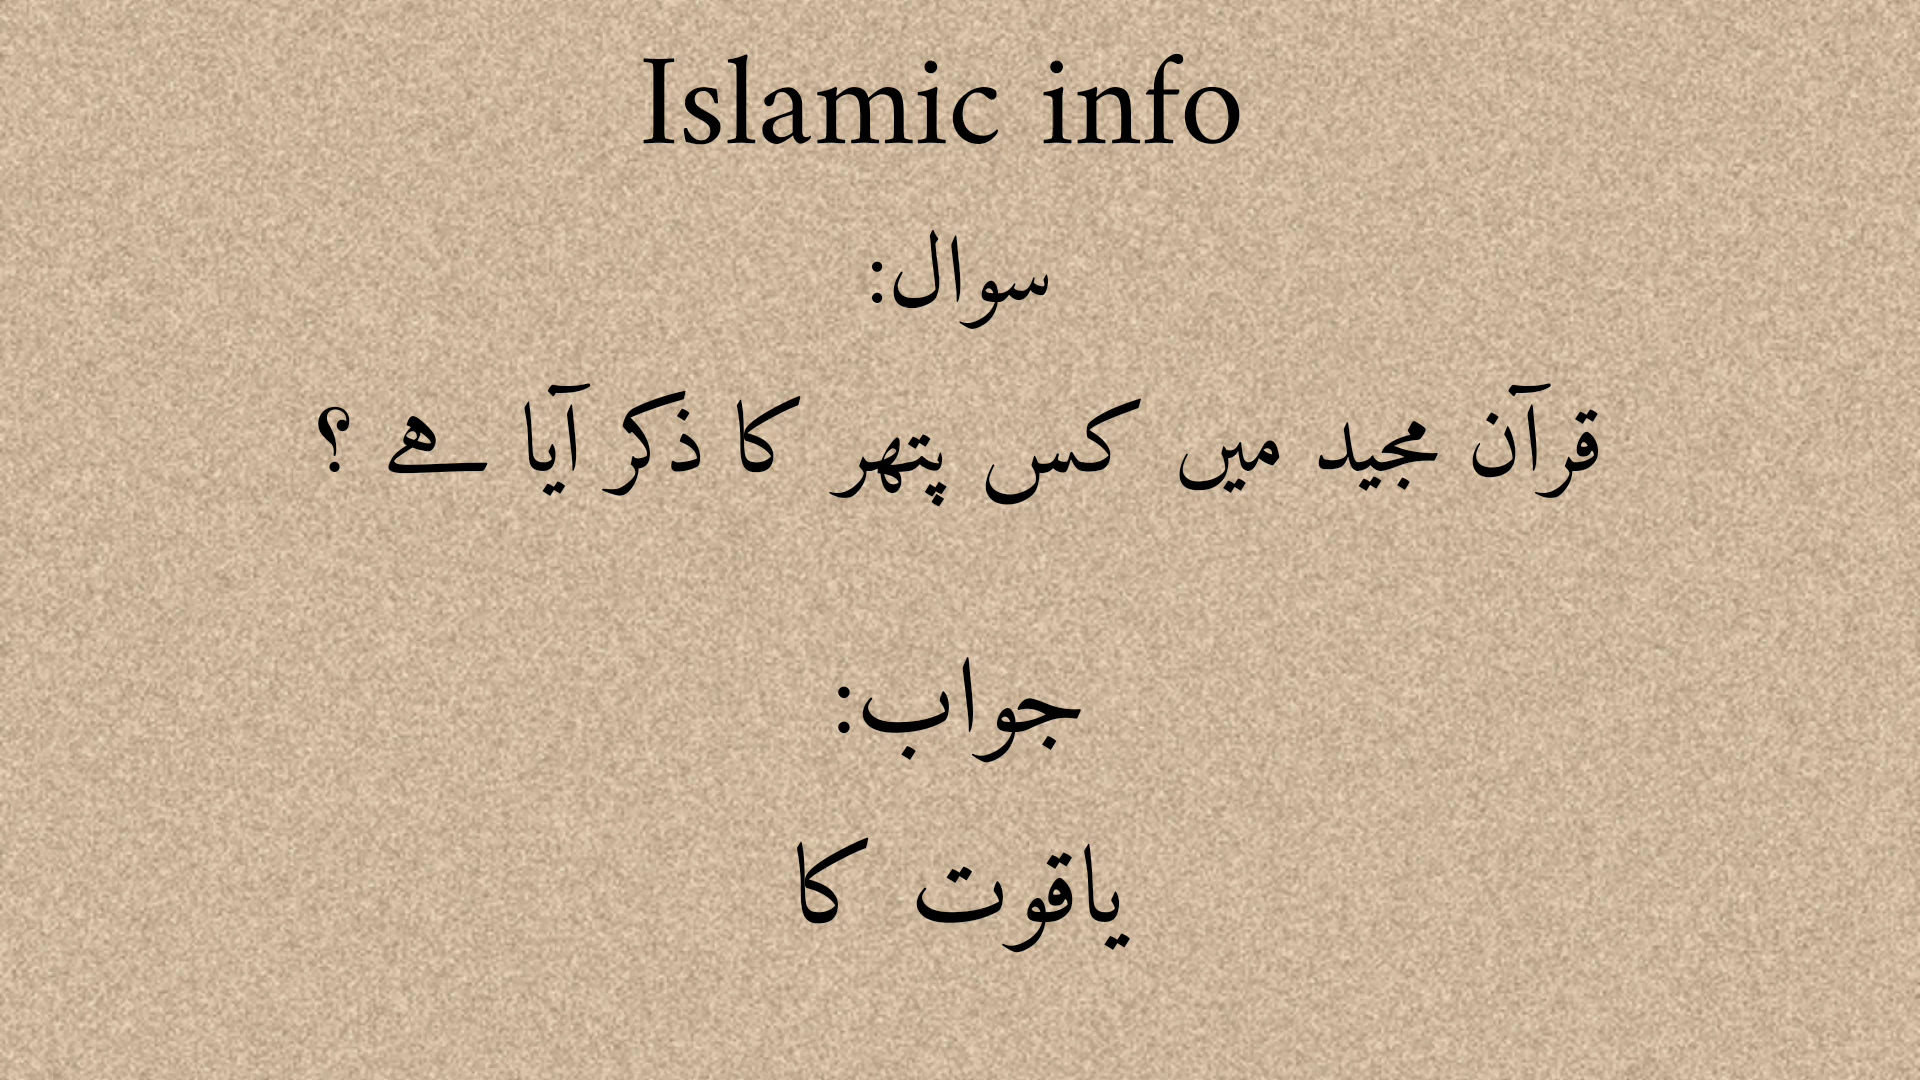 Islamic info
سوال:
قرآن مجید میں کس پتھر کا ذکر آیا ہے ؟
جواب:
یاقوت کا